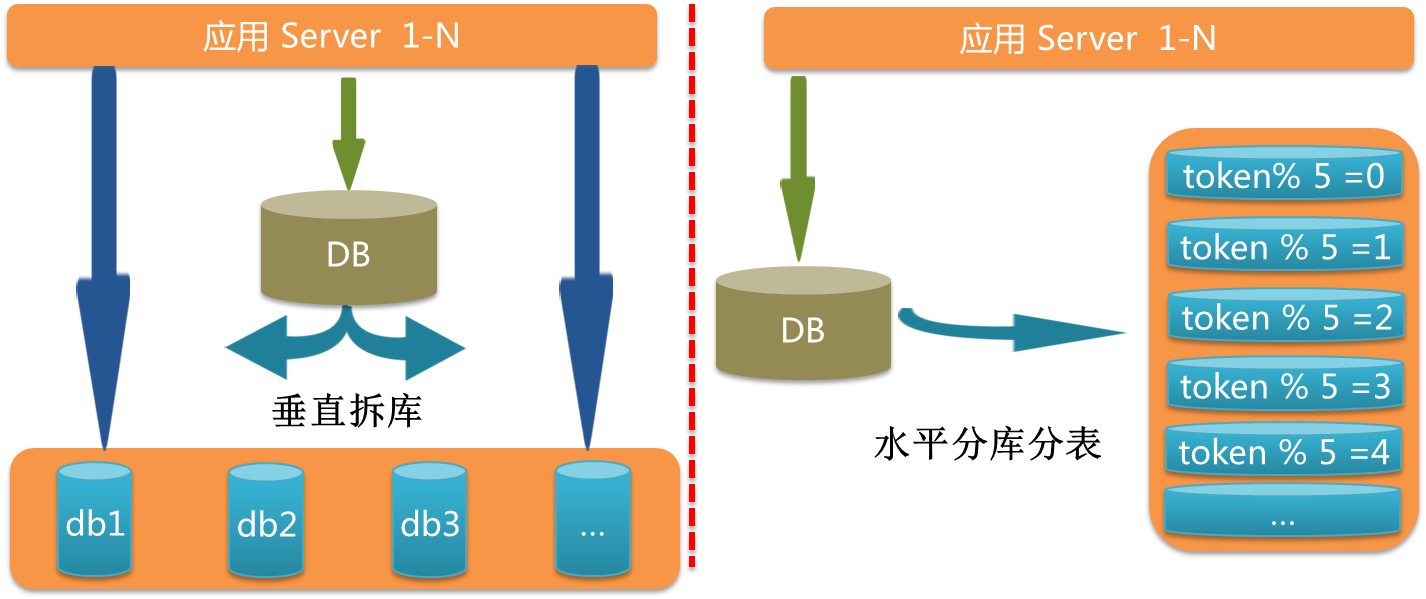 应用 Server 1-N
DB
垂直拆库
db1
db2
db3
...
应用 Server 1-N
DB
水平分库分表
token% 5 =0
token % 5 =1
token % 5 =2
token % 5 =3
token % 5 =4
...